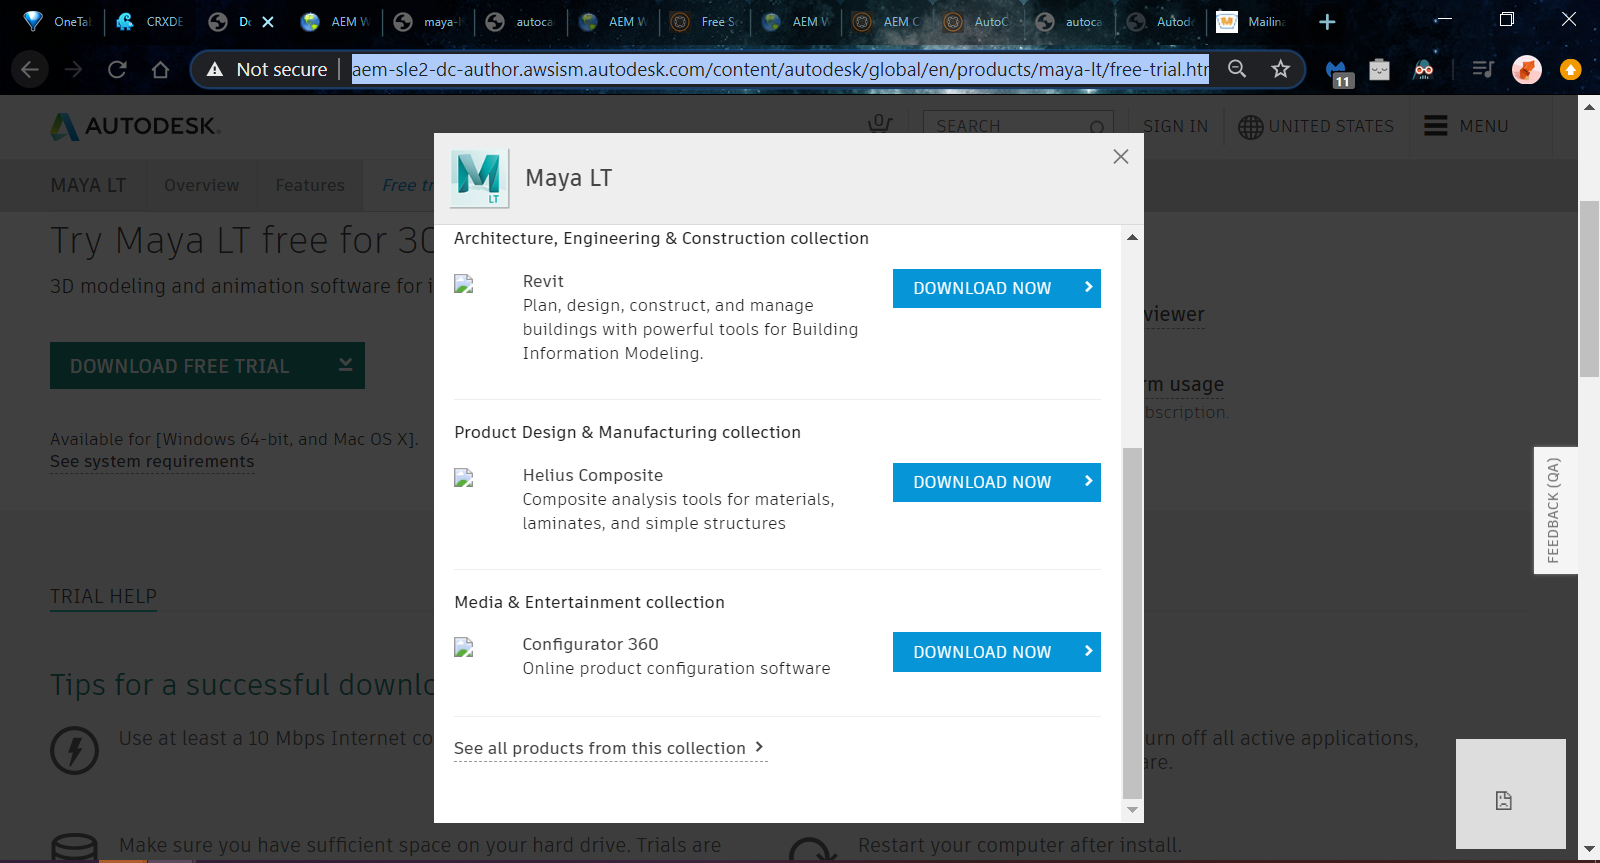 OneTab
CRXDE
Do
AEM W
maya-l
autoca
AEM W
Free So
AEM W
AEM C
AutoC
autoca
Autod
Mailina
Not secure
aem-sle2-dc-author.awsism.autodesk.com/content/autodesk/global/en/products/maya-lt/free-trial.htm
11
AUTODESK.
0
SEARCH
SIGN IN
UNITED STATES
MENU
MAYA LT
Overview
Features
Free tr
M
LT
Maya LT
Try Maya LT free for 30
3D modeling and animation software for i
DOWNLOAD FREE TRIAL
Available for [Windows 64-bit, and Mac OS X].
See system requirements
viewer
rm usage
bscription.
Architecture, Engineering & Construction collection
Revit
Plan, design, construct, and manage
buildings with powerful tools for Building
Information Modeling.
DOWNLOAD NOW
Product Design & Manufacturing collection
Helius Composite
Composite analysis tools for materials,
laminates, and simple structures
DOWNLOAD NOW
Media & Entertainment collection
Configurator 360
Online product configuration software
DOWNLOAD NOW
See all products from this collection
FEEDBACK (QA)
TRIAL HELP
Tips for a successful downlo
Use at least a 10 Mbps Internet co
urn off all active applications,
re.
Make sure you have sufficient space on your hard drive. Trials are
Restart your computer after install.